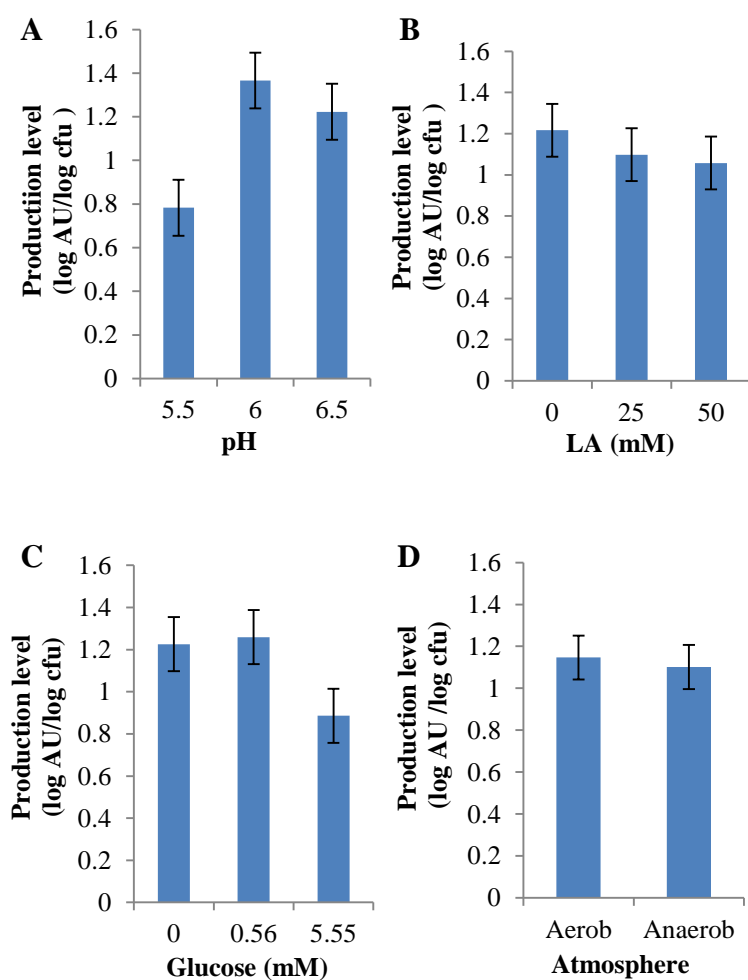 A
Productiion level
(log AU/log cfu )
1.6
1.4
1.2
1
0.8
0.6
0.4
0.2
0
5.5 6 6.5
pH
B
Production level
(log AU/log cfu )
1.6
1.4
1.2
1
0.8
0.6
0.4
0.2
0
0 25 50
LA (mM)
C
Production level
(log AU/log cfu)
1.6
1.4
1.2
1
0.8
0.6
0.4
0.2
0
0 0.56 5.55
Glucose (mM)
D
Production level
(log AU /log cfu)
1.6
1.4
1.2
1
0.8
0.6
0.4
0.2
0
Aerob Anaerob
Atmosphere